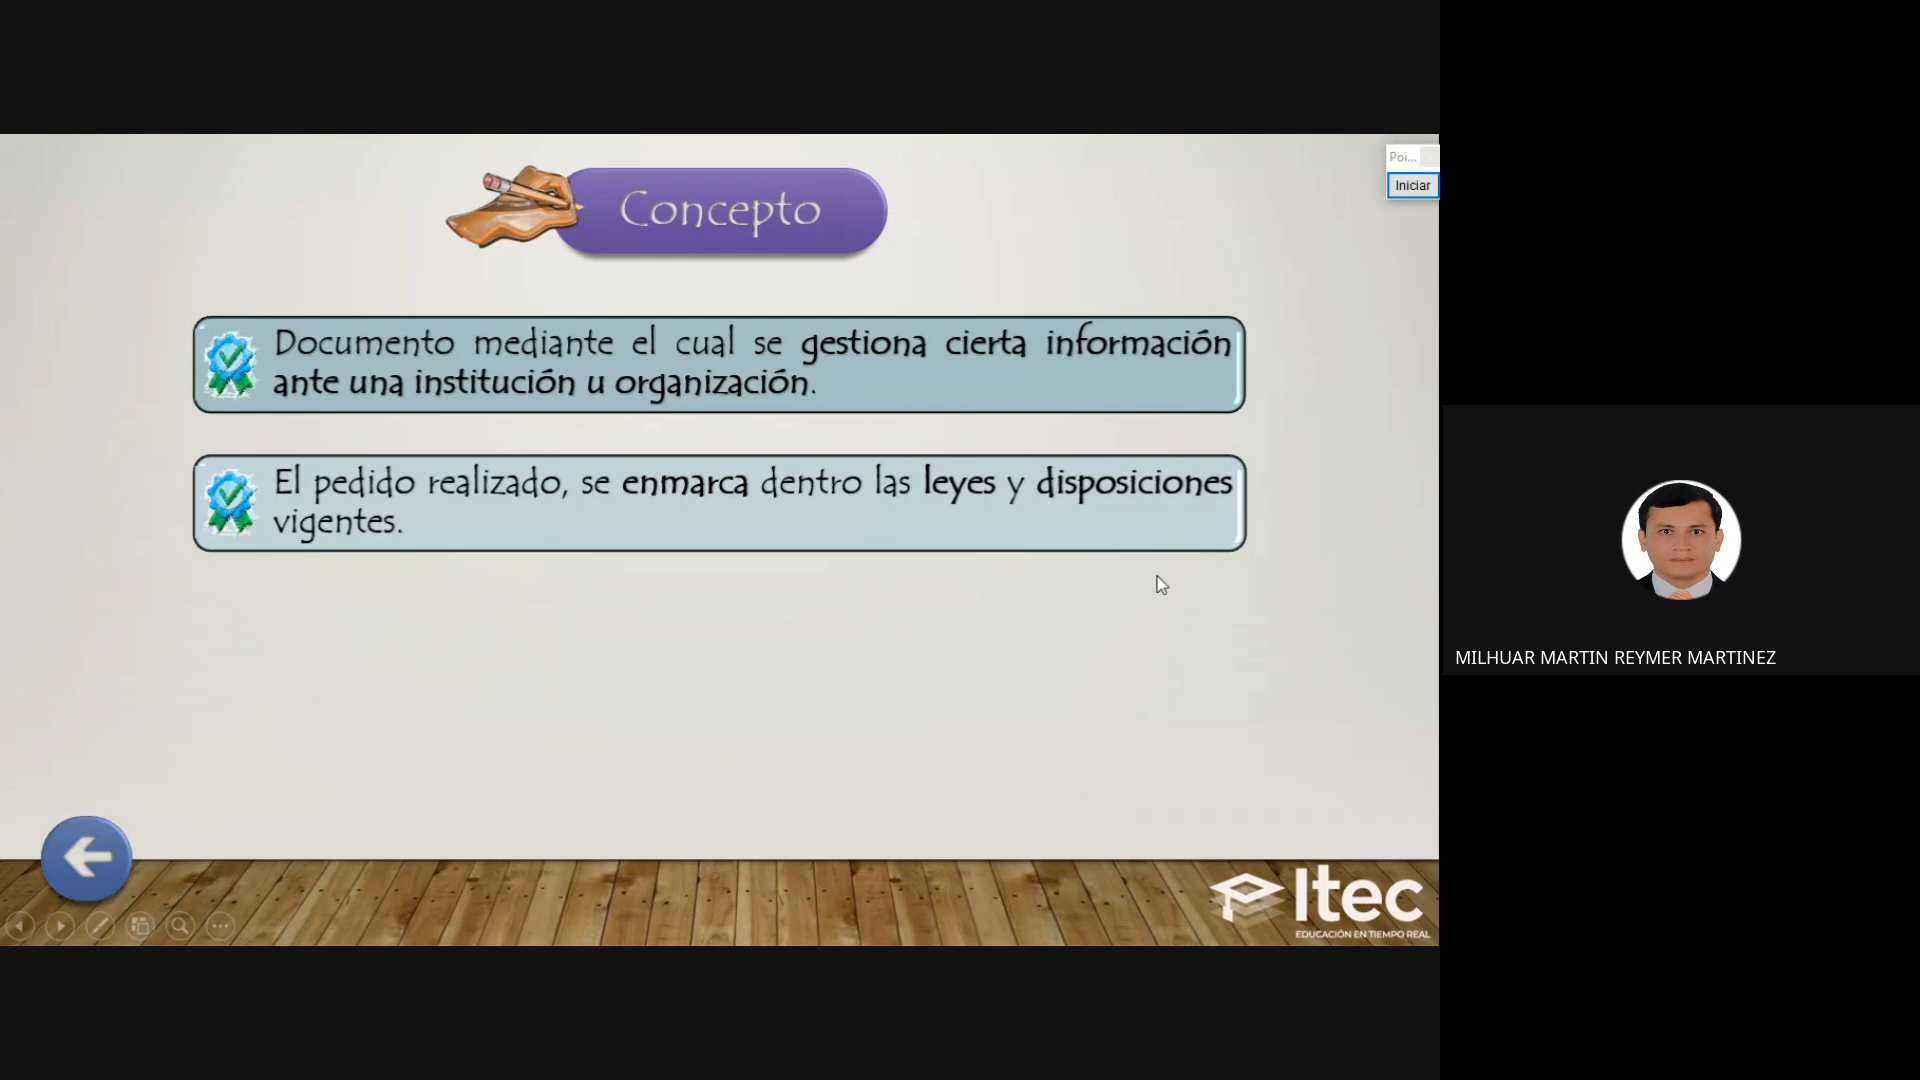 Concepto
Poi...
Iniciar
Documento mediante el cual se gestiona cierta información
ante una institución u organización.
El pedido realizado, se enmarca dentro las leyes y disposiciones
vigentes.
MILHUAR MARTIN REYMER MARTINEZ
Itec
EDUCACIÓN EN TIEMPO REAL